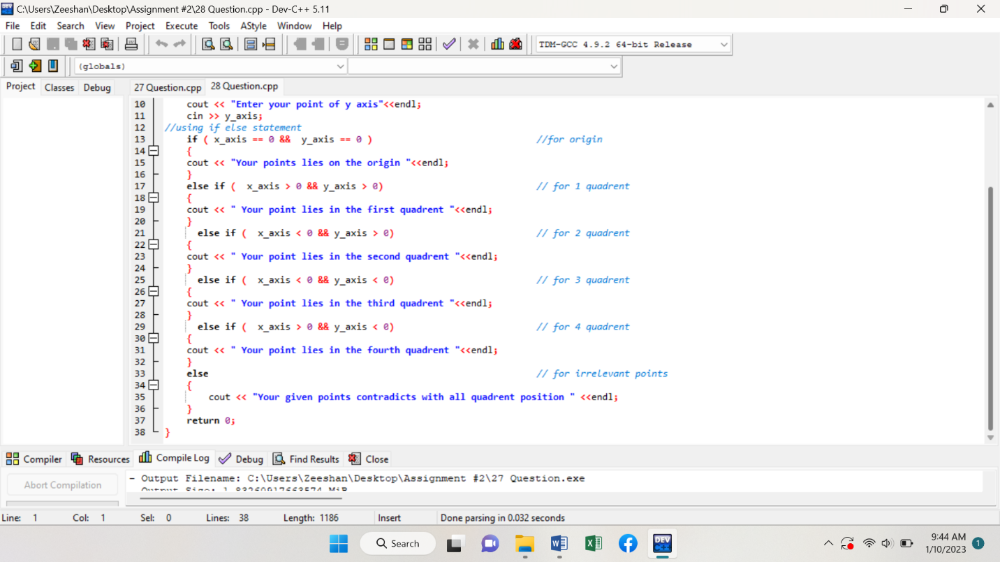 C:\Users\Zeeshan\Desktop\Assignment #2\28 Question.cpp - Dev-C++ 5.11
File Edit Search View Project Execute Tools AStyle Window Help
TDM-GCC 4.9.2 64-bit Release
(globals)
Project Classes Debug 27 Question.cpp 28 Question.cpp
10 cout << "Enter your point of y axis"<<endl;
11 cin >> y_axis;
12 //using if else statement
13 if ( x_axis == 0 && y_axis == 0 ) //for origin
14 {
15 cout << "Your points lies on the origin "<<endl;
16 }
17 else if ( x_axis > 0 && y_axis > 0) // for 1 quadrent
18 {
19 cout << " Your point lies in the first quadrent "<<endl;
20 }
21 else if ( x_axis < 0 && y_axis > 0) // for 2 quadrent
22 {
23 cout << " Your point lies in the second quadrent "<<endl;
24 }
25 else if ( x_axis < 0 && y_axis < 0) // for 3 quadrent
26 {
27 cout << " Your point lies in the third quadrent "<<endl;
28 }
29 else if ( x_axis > 0 && y_axis < 0) // for 4 quadrent
30 {
31 cout << " Your point lies in the fourth quadrent "<<endl;
32 }
33 else // for irrelevant points
34 {
35 cout << "Your given points contradicts with all quadrent position " <<endl;
36 }
37 return 0;
38 }
Compiler Resources Compile Log Debug Find Results Close
Abort Compilation
- Output Filename: C:\Users\Zeeshan\Desktop\Assignment #2\27 Question.exe
Line: 1 Col: 1 Sel: 0 Lines: 38 Length: 1186 Insert Done parsing in 0.032 seconds
Search
DEV
C++
9:44 AM
1/10/2023
1